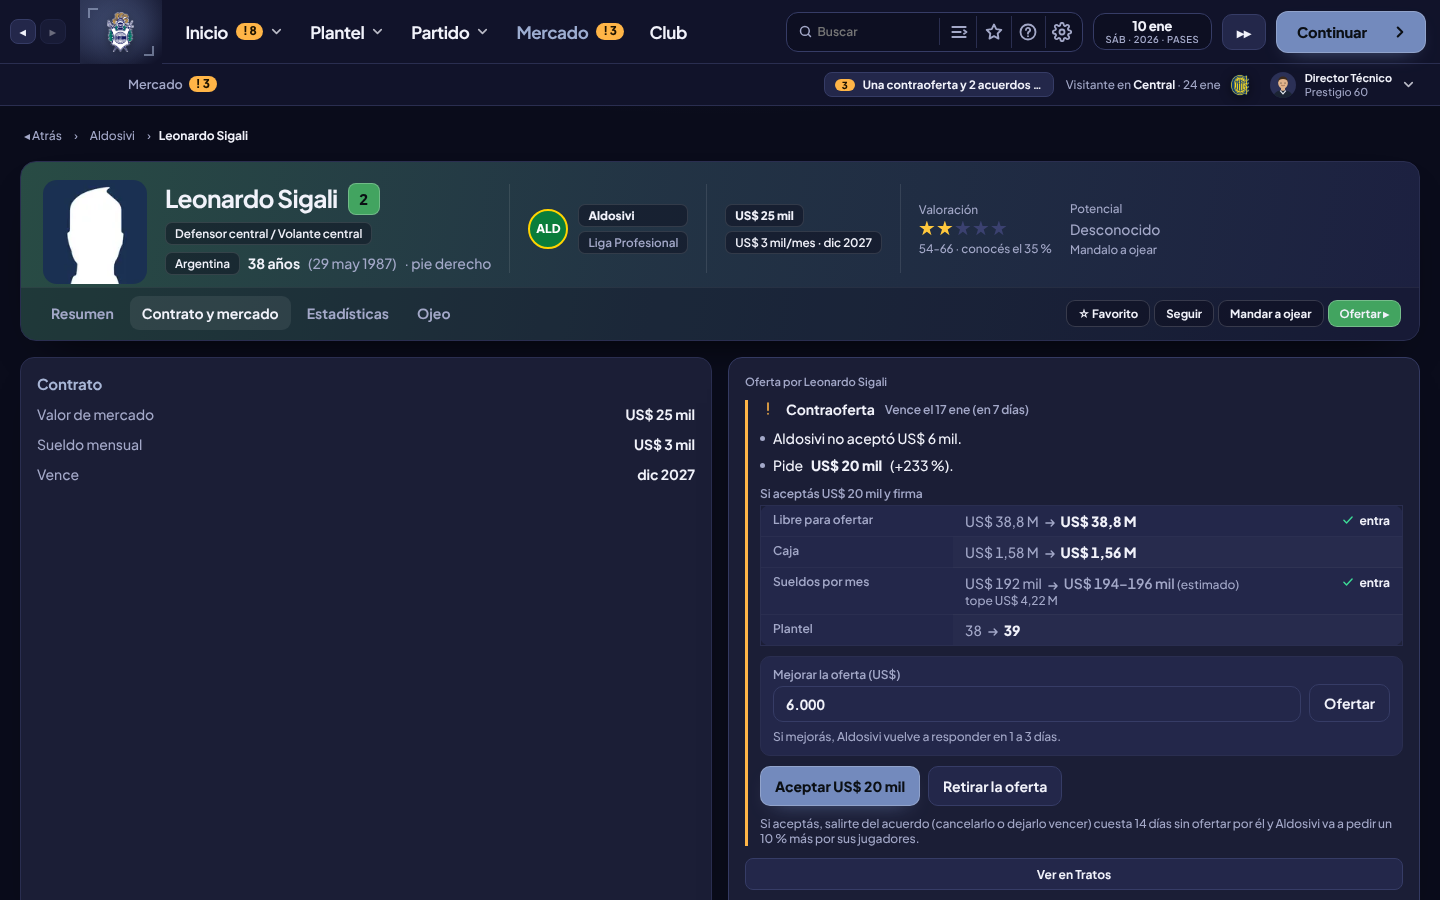 Inicio ! 8 Plantel Partido Mercado ! 3 Club
Buscar
10 ene
SÁB · 2026 · PASES
Continuar
Mercado ! 3
3 Una contraoferta y 2 acuerdos ...
Visitante en Central · 24 ene
Director Técnico
Prestigio 60
◂ Atrás › Aldosivi › Leonardo Sigali
Leonardo Sigali 2
Defensor central / Volante central
Argentina 38 años (29 may 1987) · pie derecho
ALD
Aldosivi
Liga Profesional
US$ 25 mil
US$ 3 mil/mes · dic 2027
Valoración
54–66 · conocés el 35 %
Potencial
Desconocido
Mandalo a ojear
Resumen Contrato y mercado Estadísticas Ojeo
☆ Favorito Seguir Mandar a ojear Ofertar ▸
Contrato
Valor de mercado US$ 25 mil
Sueldo mensual US$ 3 mil
Vence dic 2027
Oferta por Leonardo Sigali
! Contraoferta Vence el 17 ene (en 7 días)
• Aldosivi no aceptó US$ 6 mil.
• Pide US$ 20 mil (+233 %).
Si aceptás US$ 20 mil y firma
Libre para ofertar US$ 38,8 M → US$ 38,8 M ✓ entra
Caja US$ 1,58 M → US$ 1,56 M
Sueldos por mes US$ 192 mil → US$ 194–196 mil (estimado) ✓ entra
tope US$ 4,22 M
Plantel 38 → 39
Mejorar la oferta (US$)
6.000 Ofertar
Si mejorás, Aldosivi vuelve a responder en 1 a 3 días.
Aceptar US$ 20 mil Retirar la oferta
Si aceptás, salirte del acuerdo (cancelarlo o dejarlo vencer) cuesta 14 días sin ofertar por él y Aldosivi va a pedir un
10 % más por sus jugadores.
Ver en Tratos